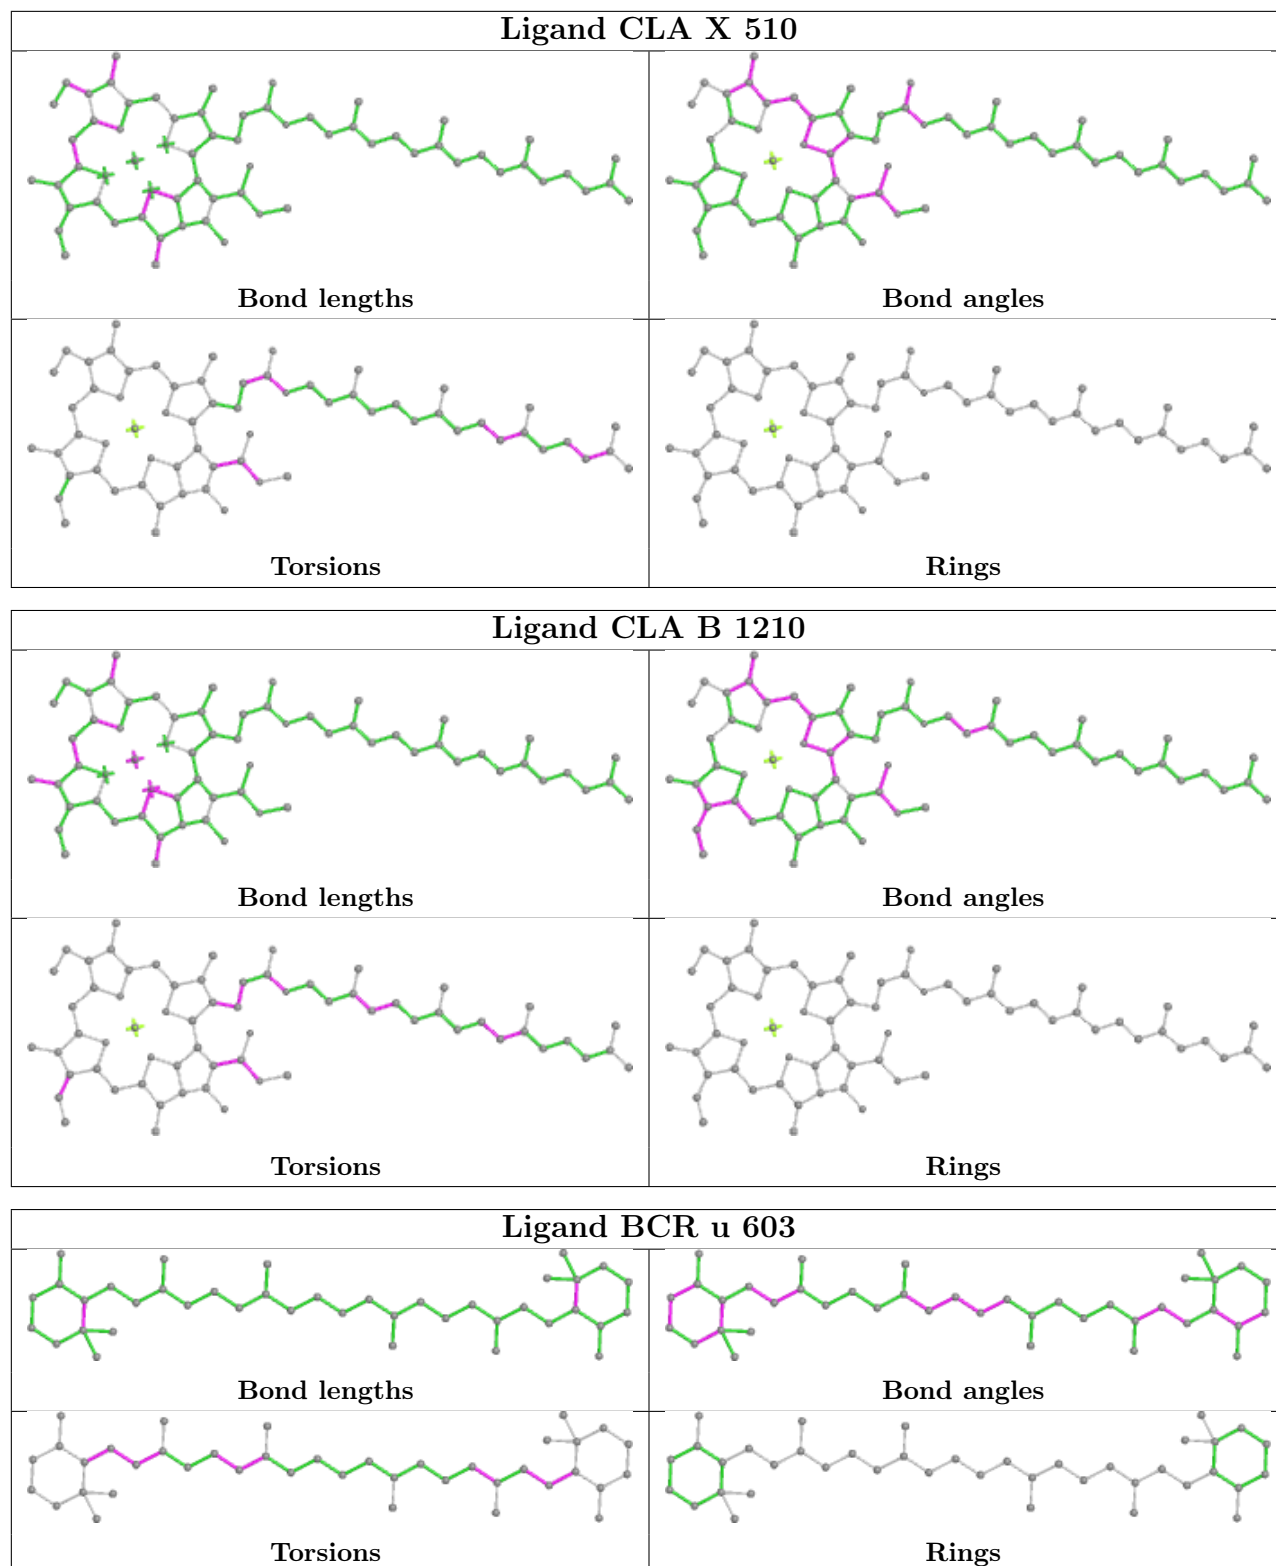 Ligand CLA X 510
Bond lengths
Bond angles
Torsions
Rings
Ligand CLA B 1210
Bond lengths
Bond angles
Torsions
Rings
Ligand BCR u 603
Bond lengths
Bond angles
Torsions
Rings